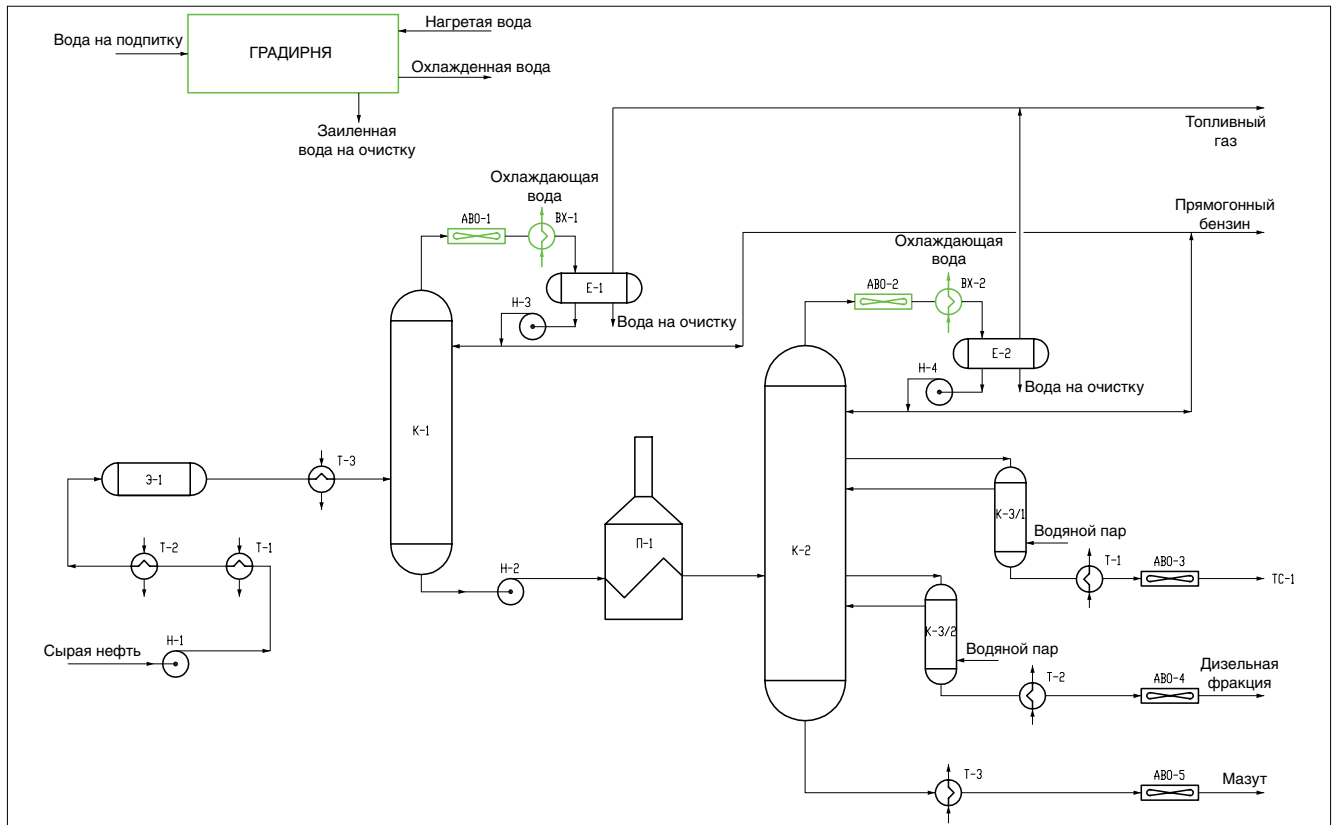 Нагретая вода
Вода на подпитку
ГРАДИРНЯ
Охлажденная вода
Заиленная
вода на очистку
Топливный
газ
Охлаждающая
вода
АВО-1
ВХ-1
Прямогонный
бензин
Охлаждающая
вода
АВО-2
ВХ-2
Е-1
Н-3
Вода на очистку
Е-2
Н-4
Вода на очистку
К-1
Т-3
Э-1
К-3/1
Водяной пар
Т-2
Т-1
П-1
К-2
Н-2
Т-1
АВО-3
ТС-1
К-3/2
Н-1
Сырая нефть
Водяной пар
Т-2
АВО-4
Дизельная
фракция
Т-3
АВО-5
Мазут